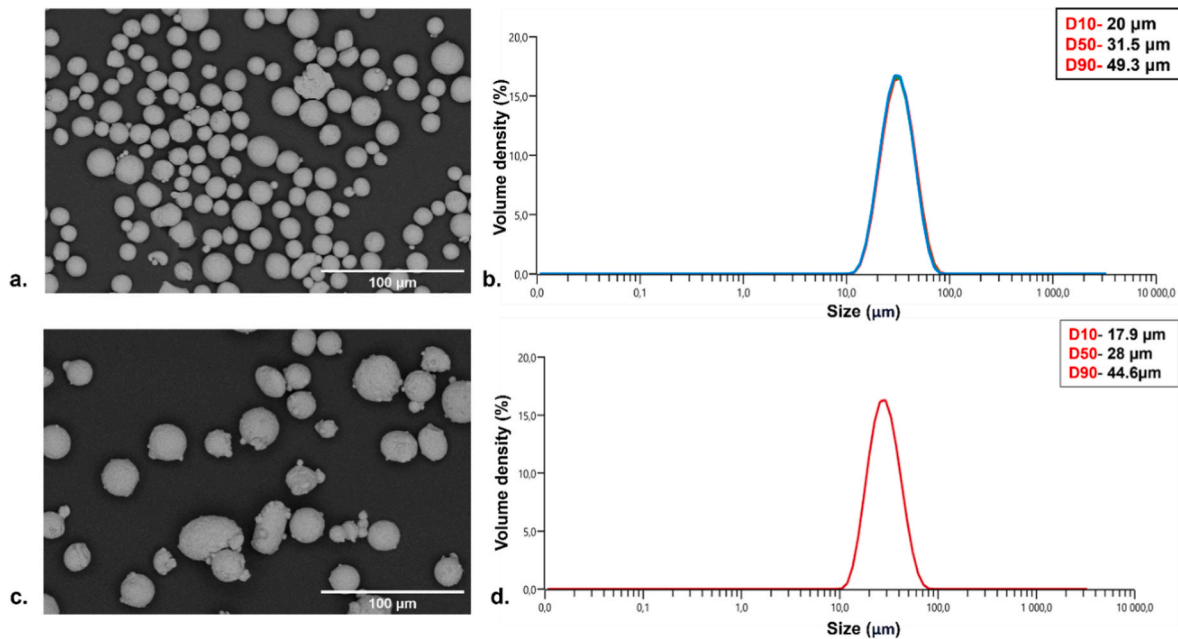 a.
100 µm
b.
D10- 20 µm
D50- 31.5 µm
D90- 49.3 µm
Volume density (%)
20,0
15,0
10,0
5,0
0,0
0,0 0,1 1,0 10,0 100,0 1 000,0 10 000,0
Size (µm)
c.
100 µm
d.
D10- 17.9 µm
D50- 28 µm
D90- 44.6µm
Volume density (%)
20,0
15,0
10,0
5,0
0,0
0,0 0,1 1,0 10,0 100,0 1 000,0 10 000,0
Size (µm)